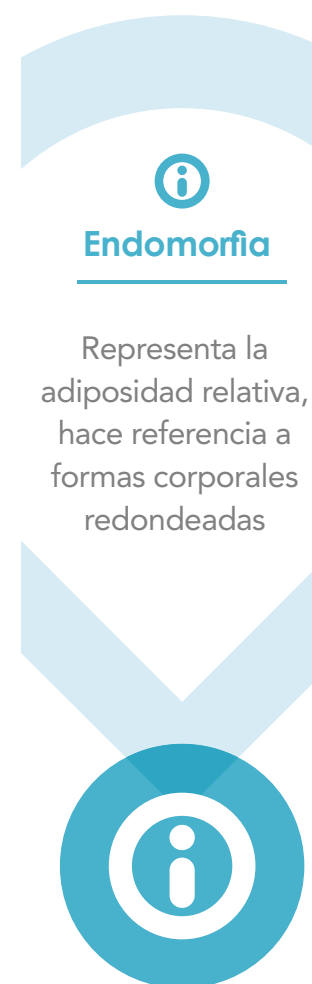 Endomorfia
Representa la
adiposidad relativa,
hace referencia a
formas corporales
redondeadas